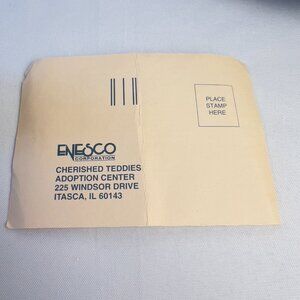 PLACE
STAMP
HERE
ENESCO
CORPORATION
CHERISHED TEDDIES
ADOPTION CENTER
225 WINDSOR DRIVE
ITASCA, IL 60143